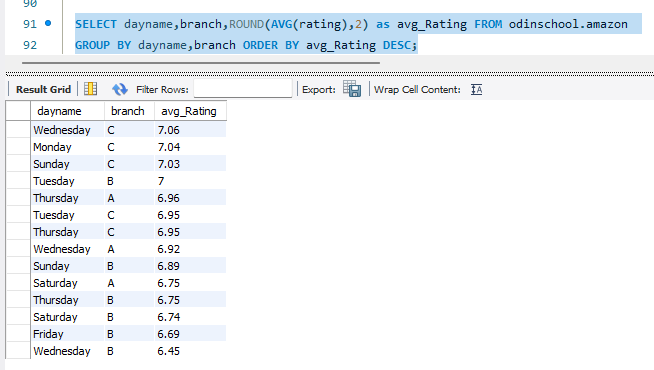 90
91 SELECT dayname,branch,ROUND(AVG(rating),2) as avg_Rating FROM odinschool.amazon
92 GROUP BY dayname,branch ORDER BY avg_Rating DESC;
Result Grid Filter Rows: Export: Wrap Cell Content: IA
dayname branch avg_Rating
Wednesday C 7.06
Monday C 7.04
Sunday C 7.03
Tuesday B 7
Thursday A 6.96
Tuesday C 6.95
Thursday C 6.95
Wednesday A 6.92
Sunday B 6.89
Saturday A 6.75
Thursday B 6.75
Saturday B 6.74
Friday B 6.69
Wednesday B 6.45